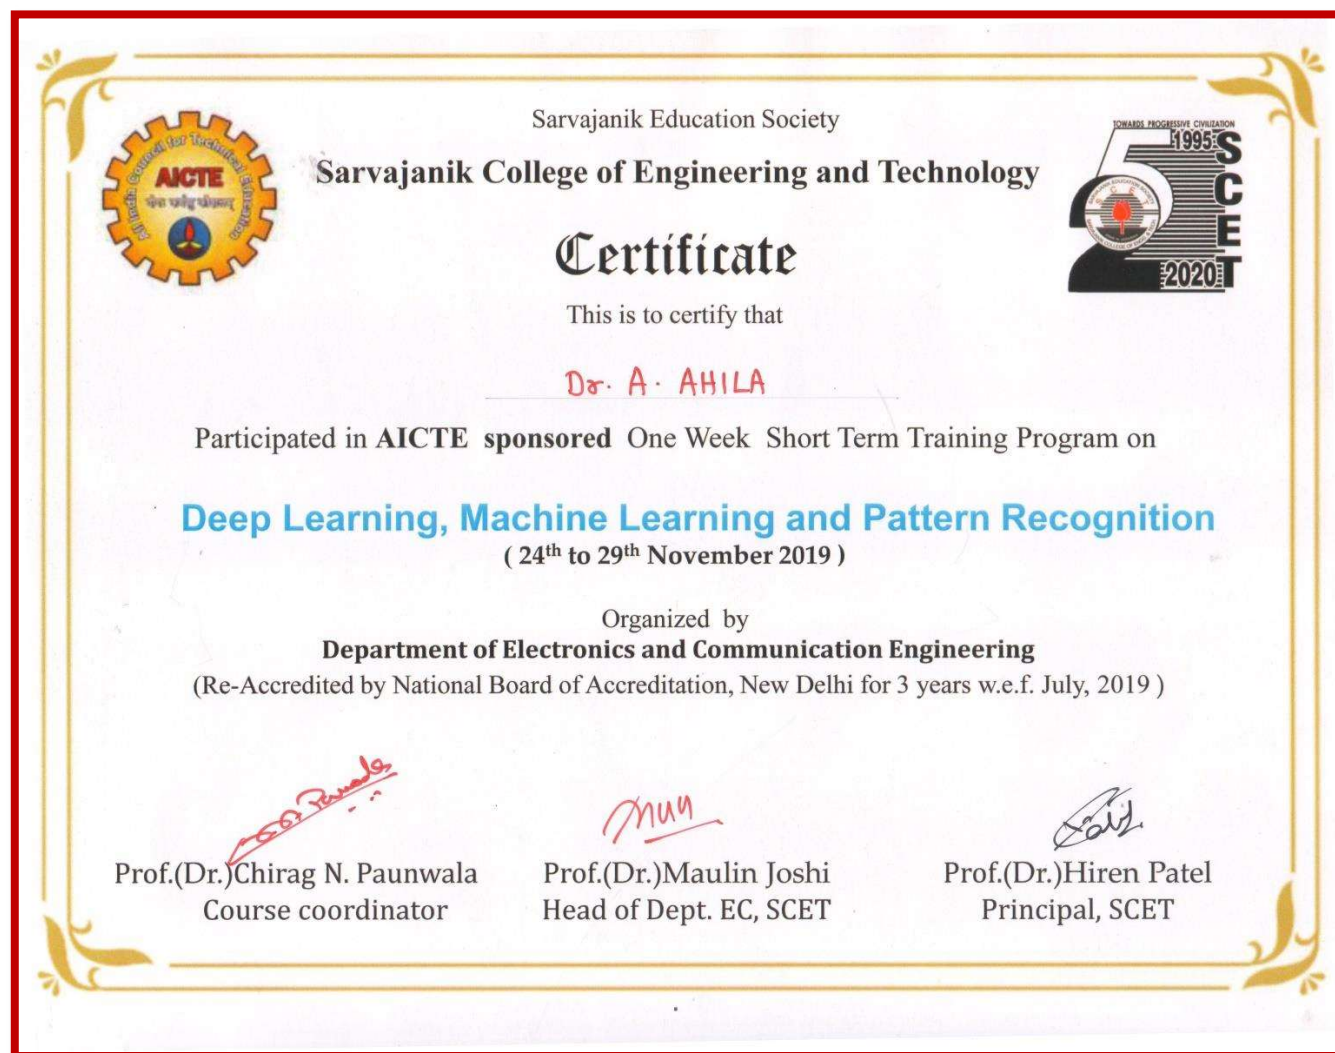 All India Council for Technical Education
AICTE
Sarvajanik Education Society
Sarvajanik College of Engineering and Technology
TOWARDS PROGRESSIVE CIVILIZATION
1995
SCET
2020
Certificate
This is to certify that
Dr. A. AHILA
Participated in AICTE sponsored One Week Short Term Training Program on
Deep Learning, Machine Learning and Pattern Recognition
( 24th to 29th November 2019 )
Organized by
Department of Electronics and Communication Engineering
(Re-Accredited by National Board of Accreditation, New Delhi for 3 years w.e.f. July, 2019 )
Prof.(Dr.)Chirag N. Paunwala
Course coordinator
Prof.(Dr.)Maulin Joshi
Head of Dept. EC, SCET
Prof.(Dr.)Hiren Patel
Principal, SCET